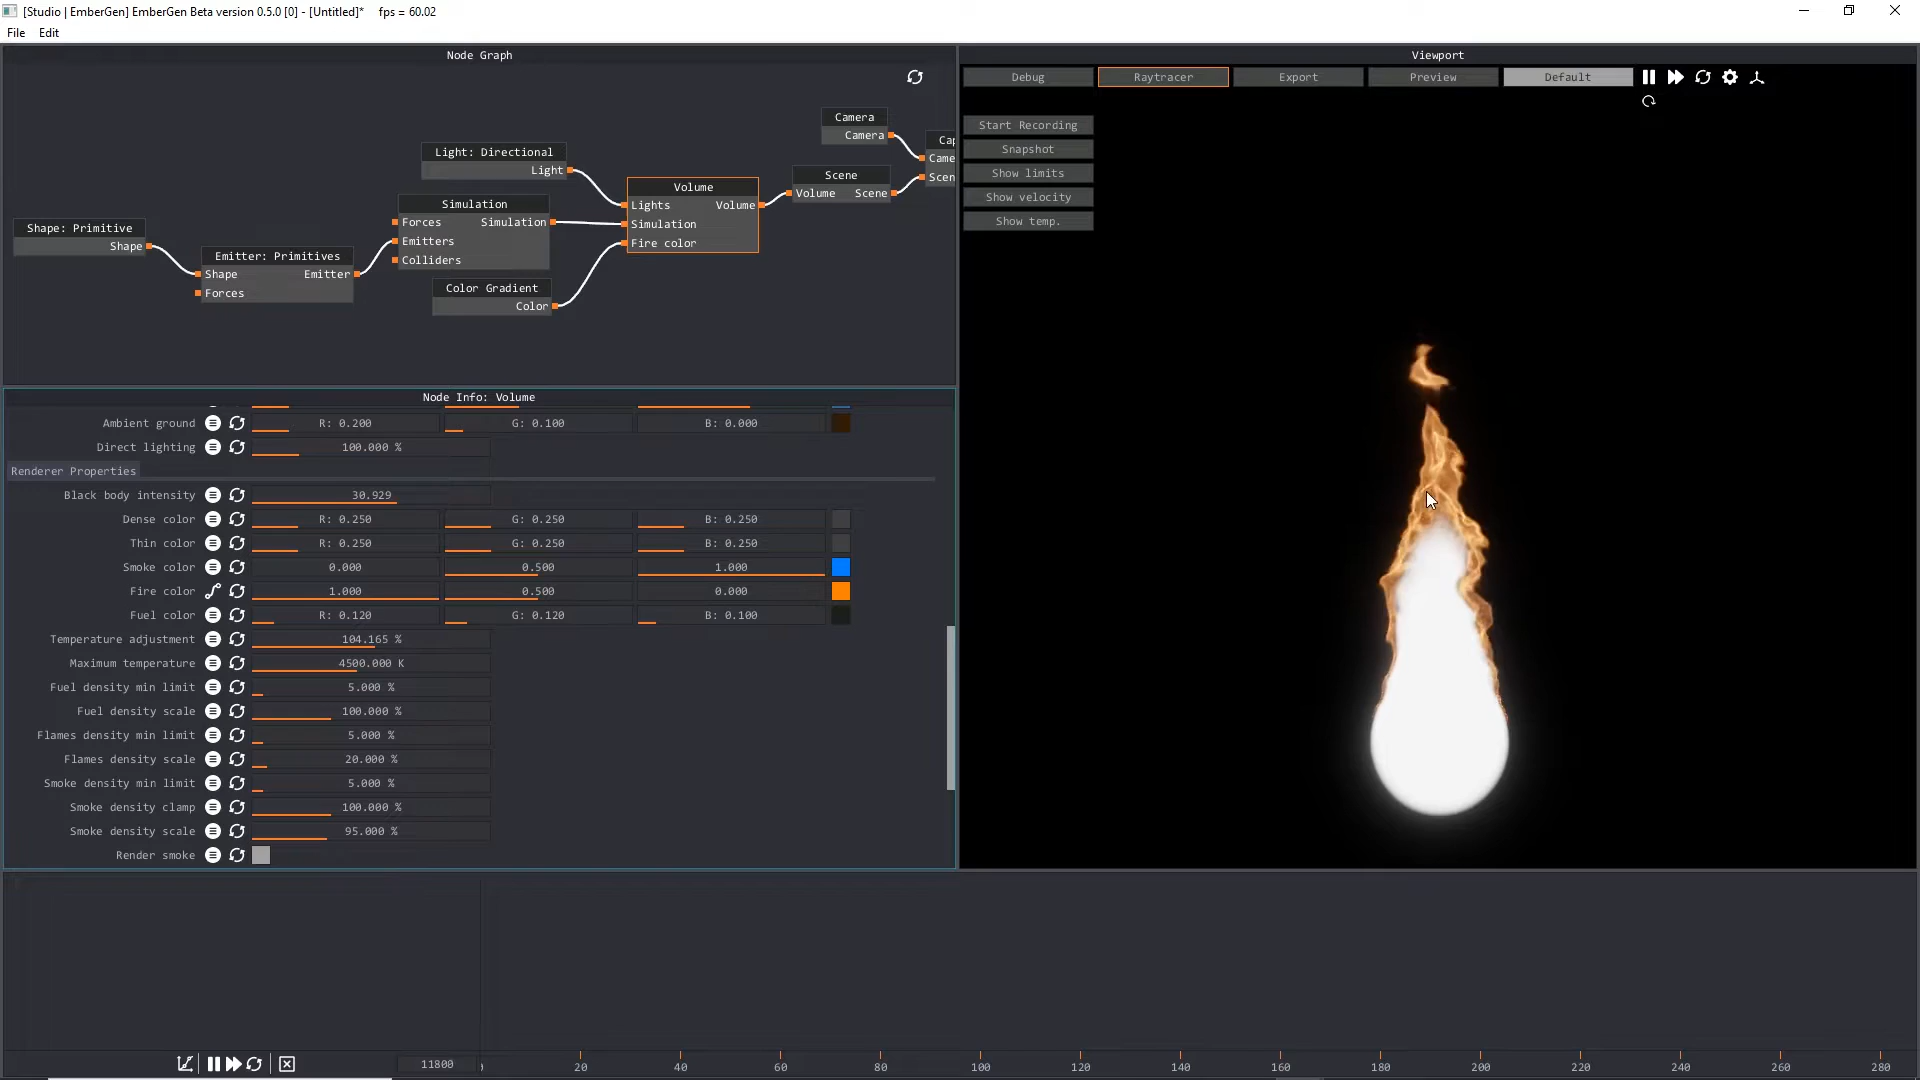 [Studio | EmberGen] EmberGen Beta version 0.5.0 [0] - [Untitled]* fps = 60.02
File Edit
Node Graph
Camera
Camera
Light: Directional
Light
Cap
Came
Scen
Scene
Volume Scene
Volume
Lights Volume
Simulation
Fire color
Simulation
Forces Simulation
Emitters
Colliders
Shape: Primitive
Shape
Emitter: Primitives
Shape Emitter
Forces
Color Gradient
Color
Node Info: Volume
Ambient ground R: 0.200 G: 0.100 B: 0.000
Direct lighting 100.000 %
Renderer Properties
Black body intensity 30.929
Dense color R: 0.250 G: 0.250 B: 0.250
Thin color R: 0.250 G: 0.250 B: 0.250
Smoke color 0.000 0.500 1.000
Fire color 1.000 0.500 0.000
Fuel color R: 0.120 G: 0.120 B: 0.100
Temperature adjustment 104.165 %
Maximum temperature 4500.000 K
Fuel density min limit 5.000 %
Fuel density scale 100.000 %
Flames density min limit 5.000 %
Flames density scale 20.000 %
Smoke density min limit 5.000 %
Smoke density clamp 100.000 %
Smoke density scale 95.000 %
Render smoke
Viewport
Debug Raytracer Export Preview Default
Start Recording
Snapshot
Show limits
Show velocity
Show temp.
11800
20 40 60 80 100 120 140 160 180 200 220 240 260 280